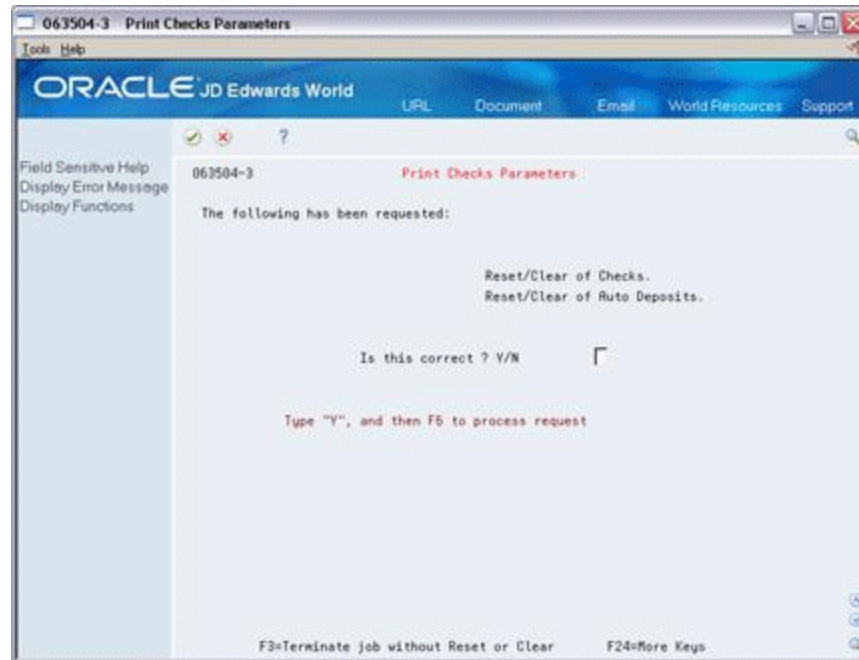 063504-3 Print Checks Parameters
Tools Help
ORACLE JD Edwards World
URL Document Email World Resources Support
?
Field Sensitive Help
Display Error Message
Display Functions
063504-3 Print Checks Parameters
The following has been requested:
Reset/Clear of Checks.
Reset/Clear of Auto Deposits.
Is this correct ? Y/N
Type "Y", and then F6 to process request
F3=Terminate job without Reset or Clear F24=More Keys